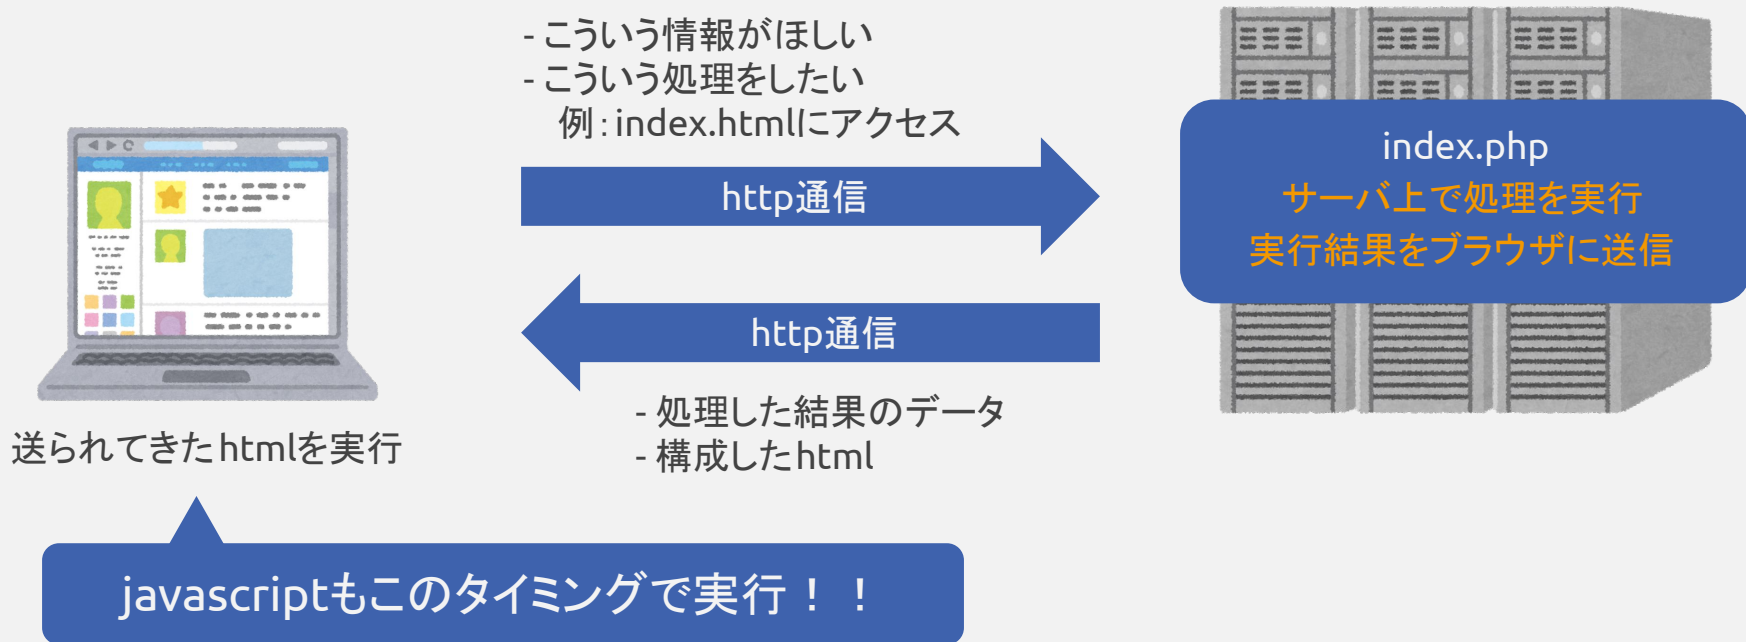 - こういう情報がほしい
- こういう処理をしたい
例：index.htmlにアクセス
http通信
index.php
サーバ上で処理を実行
実行結果をブラウザに送信
http通信
- 処理した結果のデータ
- 構成したhtml
送られてきたhtmlを実行
javascriptもこのタイミングで実行！！